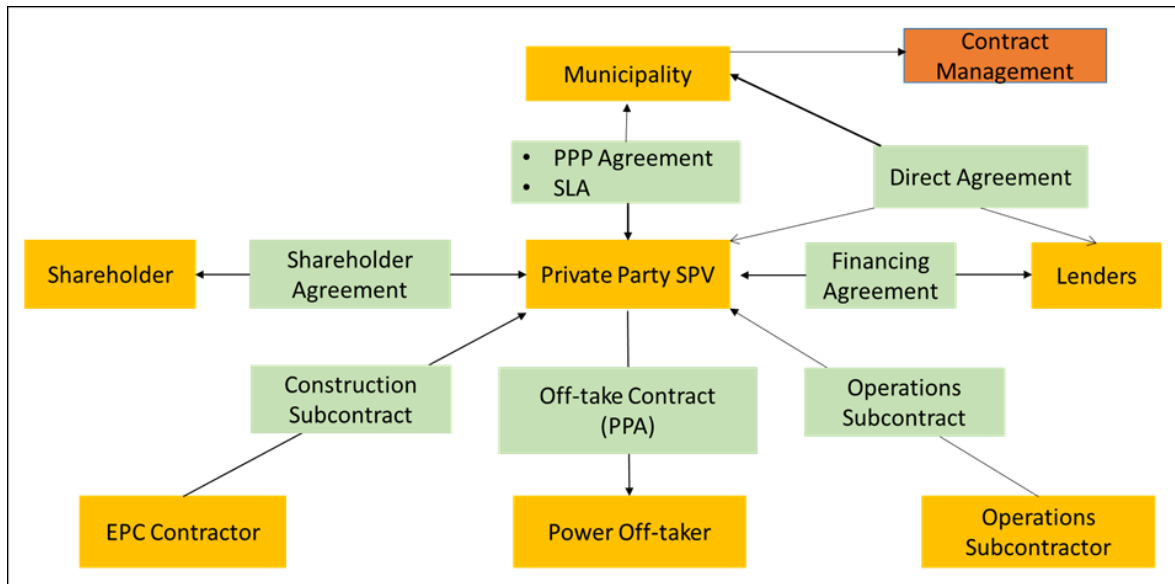 Contract
Management
Municipality
• PPP Agreement
• SLA
Direct Agreement
Shareholder
Shareholder
Agreement
Private Party SPV
Financing
Agreement
Lenders
Construction
Subcontract
Off-take Contract
(PPA)
Operations
Subcontract
EPC Contractor
Power Off-taker
Operations
Subcontractor